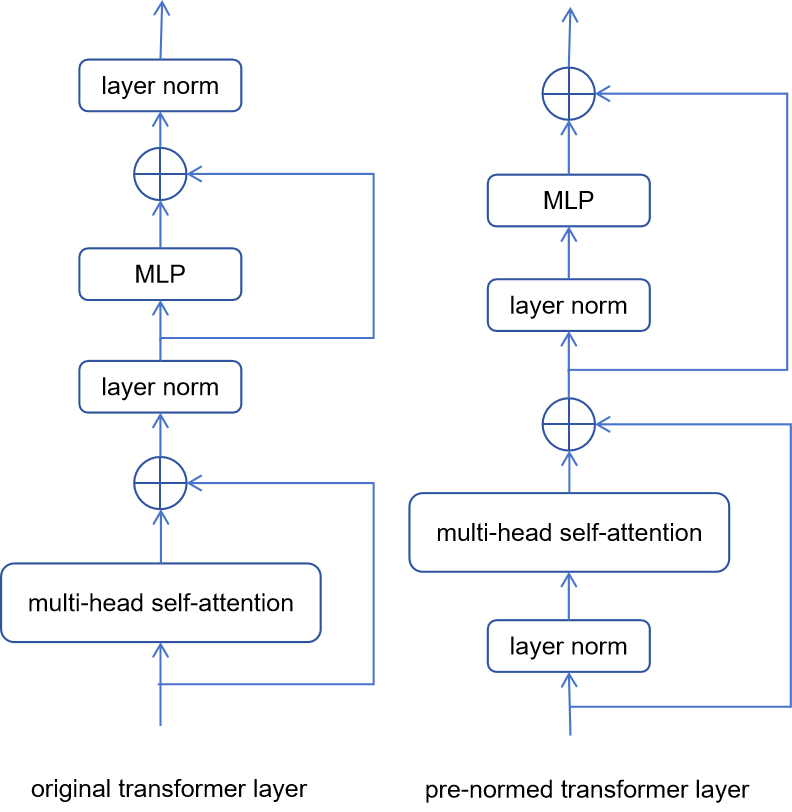 layer norm
MLP
layer norm
multi-head self-attention
original transformer layer
MLP
layer norm
multi-head self-attention
layer norm
pre-normed transformer layer